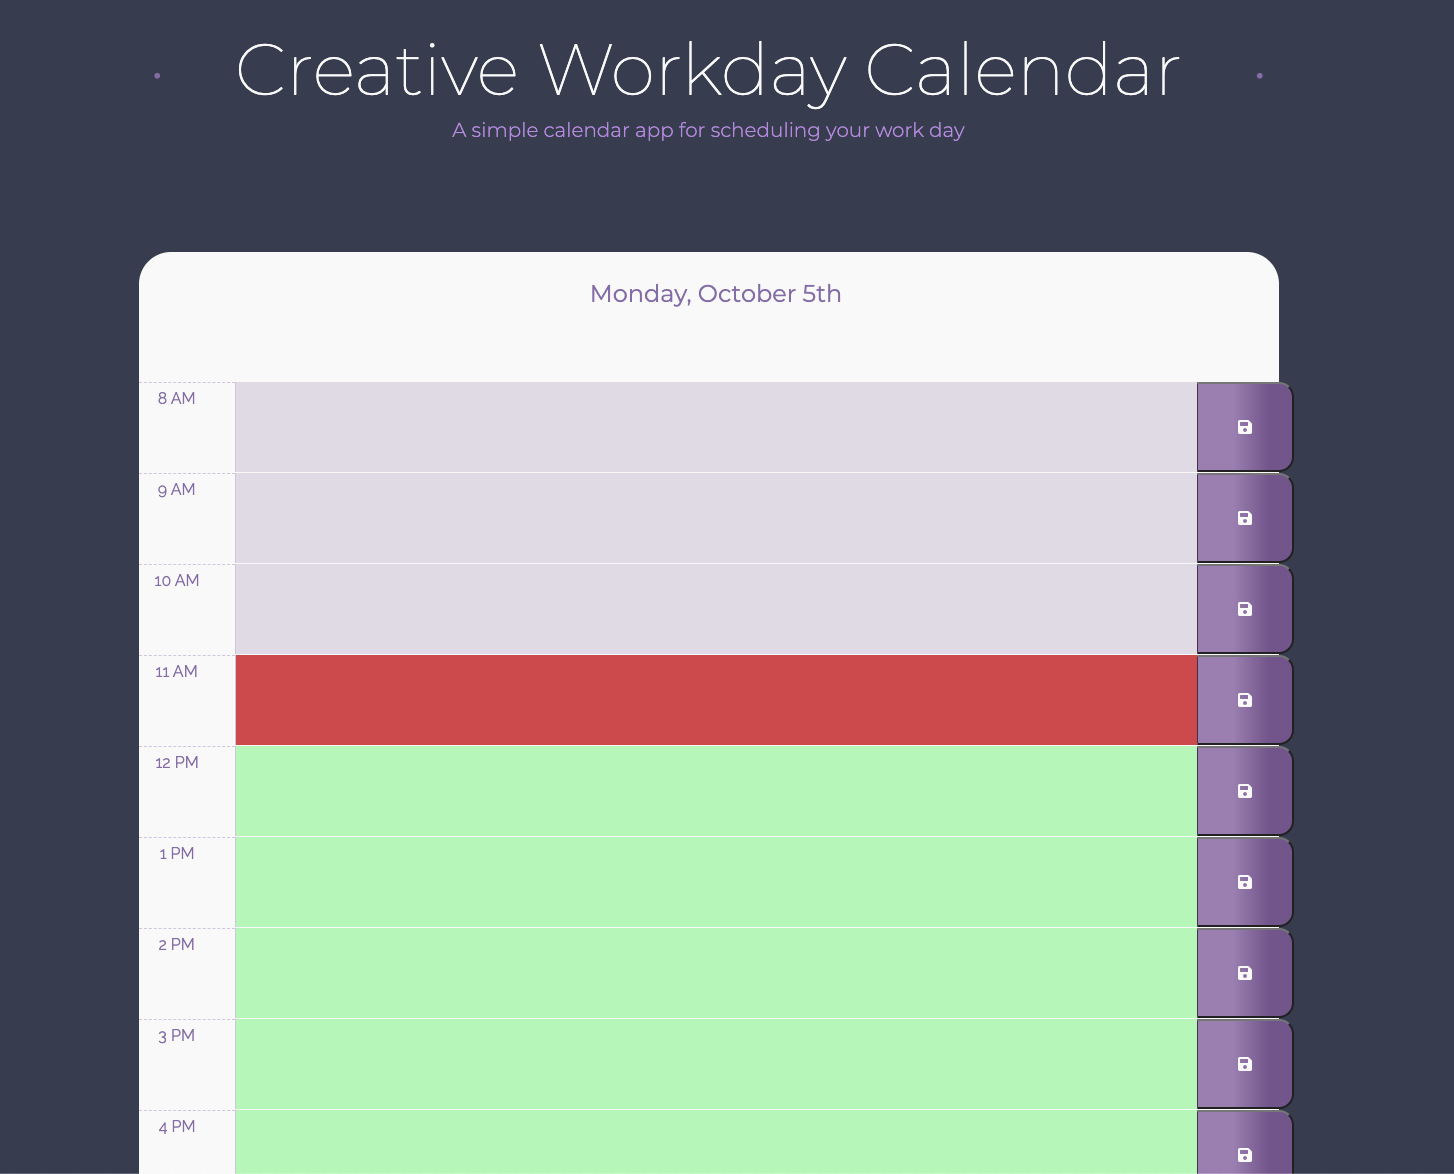 Creative Workday Calendar
A simple calendar app for scheduling your work day
Monday, October 5th
8 AM
9 AM
10 AM
11 AM
12 PM
1 PM
2 PM
3 PM
4 PM